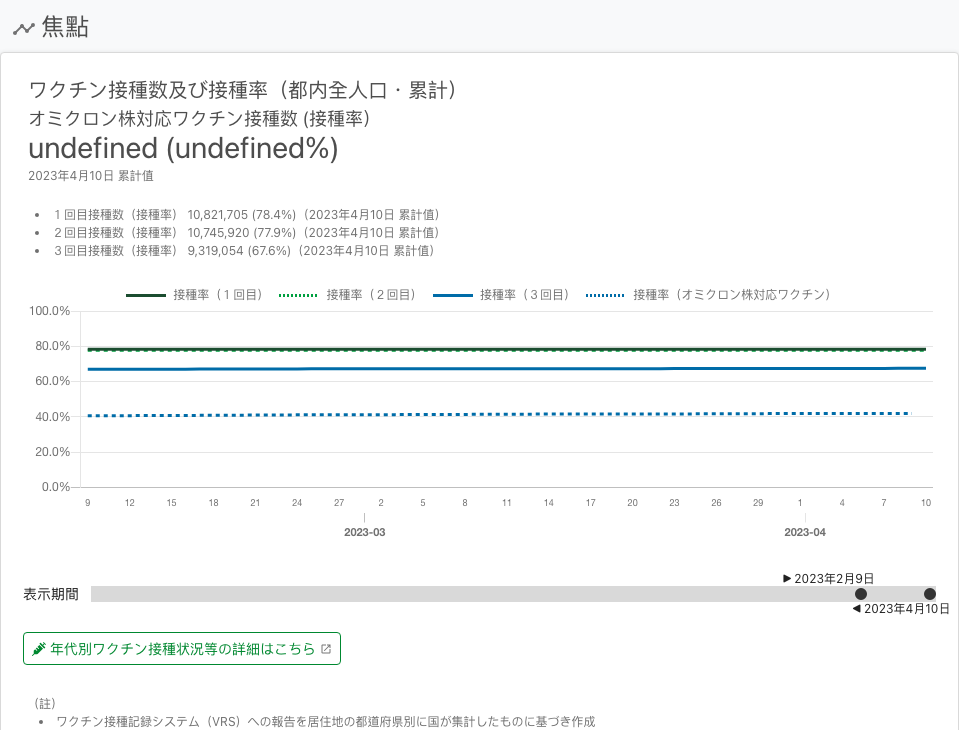 焦點
ワクチン接種数及び接種率（都内全人口・累計）
オミクロン株対応ワクチン接種数 (接種率）
undefined (undefined%)
2023年4月10日 累計値
• 1回目接種数（接種率） 10,821,705 (78.4%)（2023年4月10日 累計値）
• 2回目接種数（接種率） 10,745,920 (77.9%)（2023年4月10日 累計値）
• 3回目接種数（接種率） 9,319,054 (67.6%)（2023年4月10日 累計値）
接種率（1回目） 接種率（2回目） 接種率（3回目） 接種率（オミクロン株対応ワクチン）
100.0%
80.0%
60.0%
40.0%
20.0%
0.0%
9 12 15 18 21 24 27 2 5 8 11 14 17 20 23 26 29 1 4 7 10
2023-03 2023-04
▶ 2023年2月9日
表示期間
◀ 2023年4月10日
年代別ワクチン接種状況等の詳細はこちら
（註）
• ワクチン接種記録システム（VRS）への報告を居住地の都道府県別に国が集計したものに基づき作成